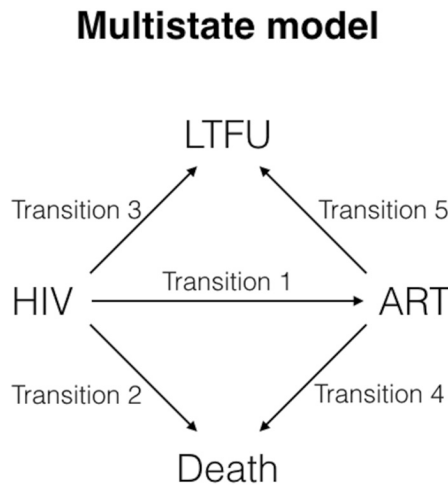 Multistate model
LTFU
Transition 3
Transition 5
Transition 1
HIV
ART
Transition 2
Transition 4
Death